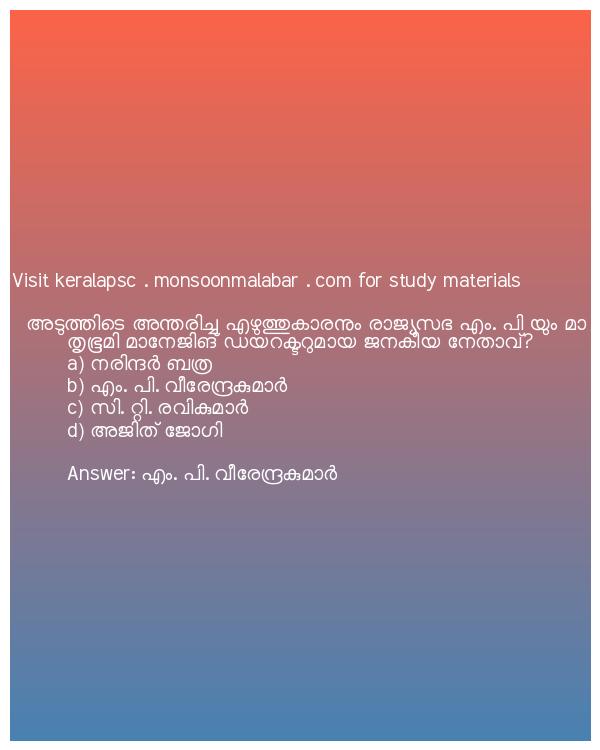 Visit keralapsc . monsoonmalabar . com for study materials
അടുത്തിടെ അന്തരിച്ച എഴുത്തുകാരനും രാജ്യസഭ എം. പി യും മാ
തൃഭൂമി മാനേജിങ് ഡയറക്ടറുമായ ജനകീയ നേതാവ്?
a) നരിന്ദർ ബത്ര
b) എം. പി. വീരേന്ദ്രകുമാർ
c) സി. റ്റി. രവികുമാർ
d) അജിത് ജോഗി
Answer: എം. പി. വീരേന്ദ്രകുമാർ